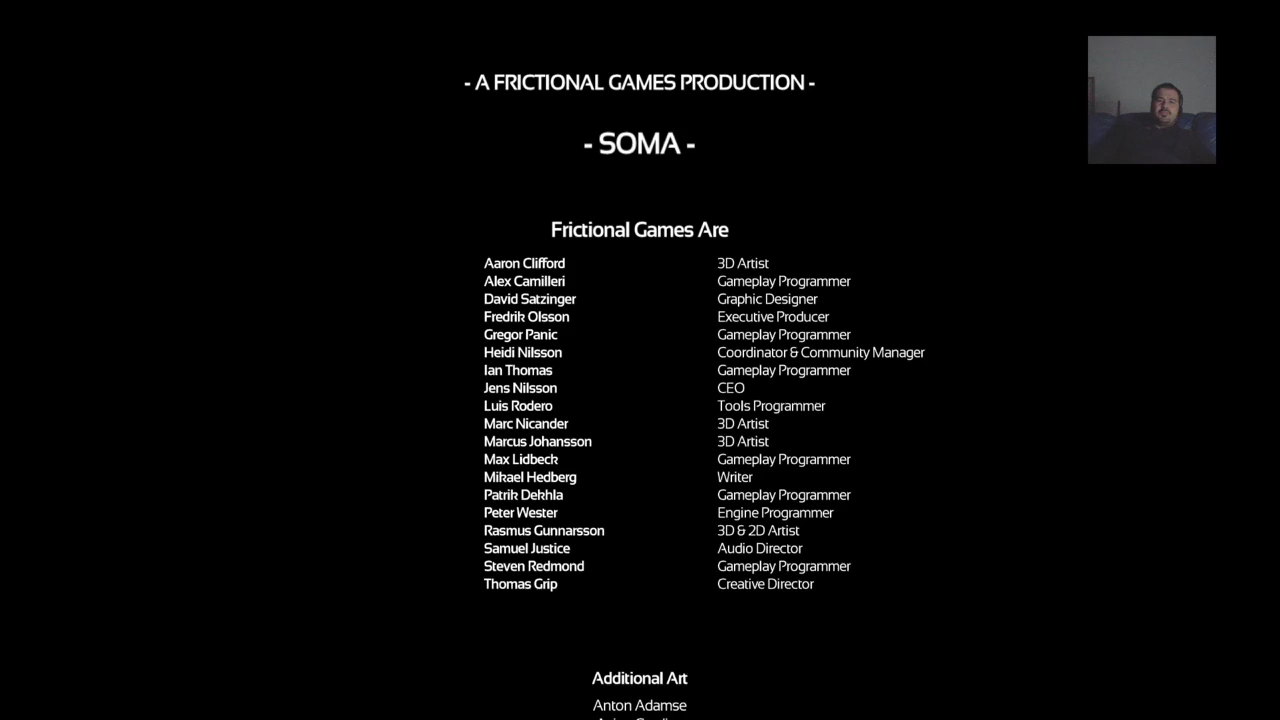 - A FRICTIONAL GAMES PRODUCTION -
- SOMA -
Frictional Games Are
Aaron Clifford 3D Artist
Alex Camilleri Gameplay Programmer
David Satzinger Graphic Designer
Fredrik Olsson Executive Producer
Gregor Panic Gameplay Programmer
Heidi Nilsson Coordinator & Community Manager
Ian Thomas Gameplay Programmer
Jens Nilsson CEO
Luis Rodero Tools Programmer
Marc Nicander 3D Artist
Marcus Johansson 3D Artist
Max Lidbeck Gameplay Programmer
Mikael Hedberg Writer
Patrik Dekhla Gameplay Programmer
Peter Wester Engine Programmer
Rasmus Gunnarsson 3D & 2D Artist
Samuel Justice Audio Director
Steven Redmond Gameplay Programmer
Thomas Grip Creative Director
Additional Art
Anton Adamse